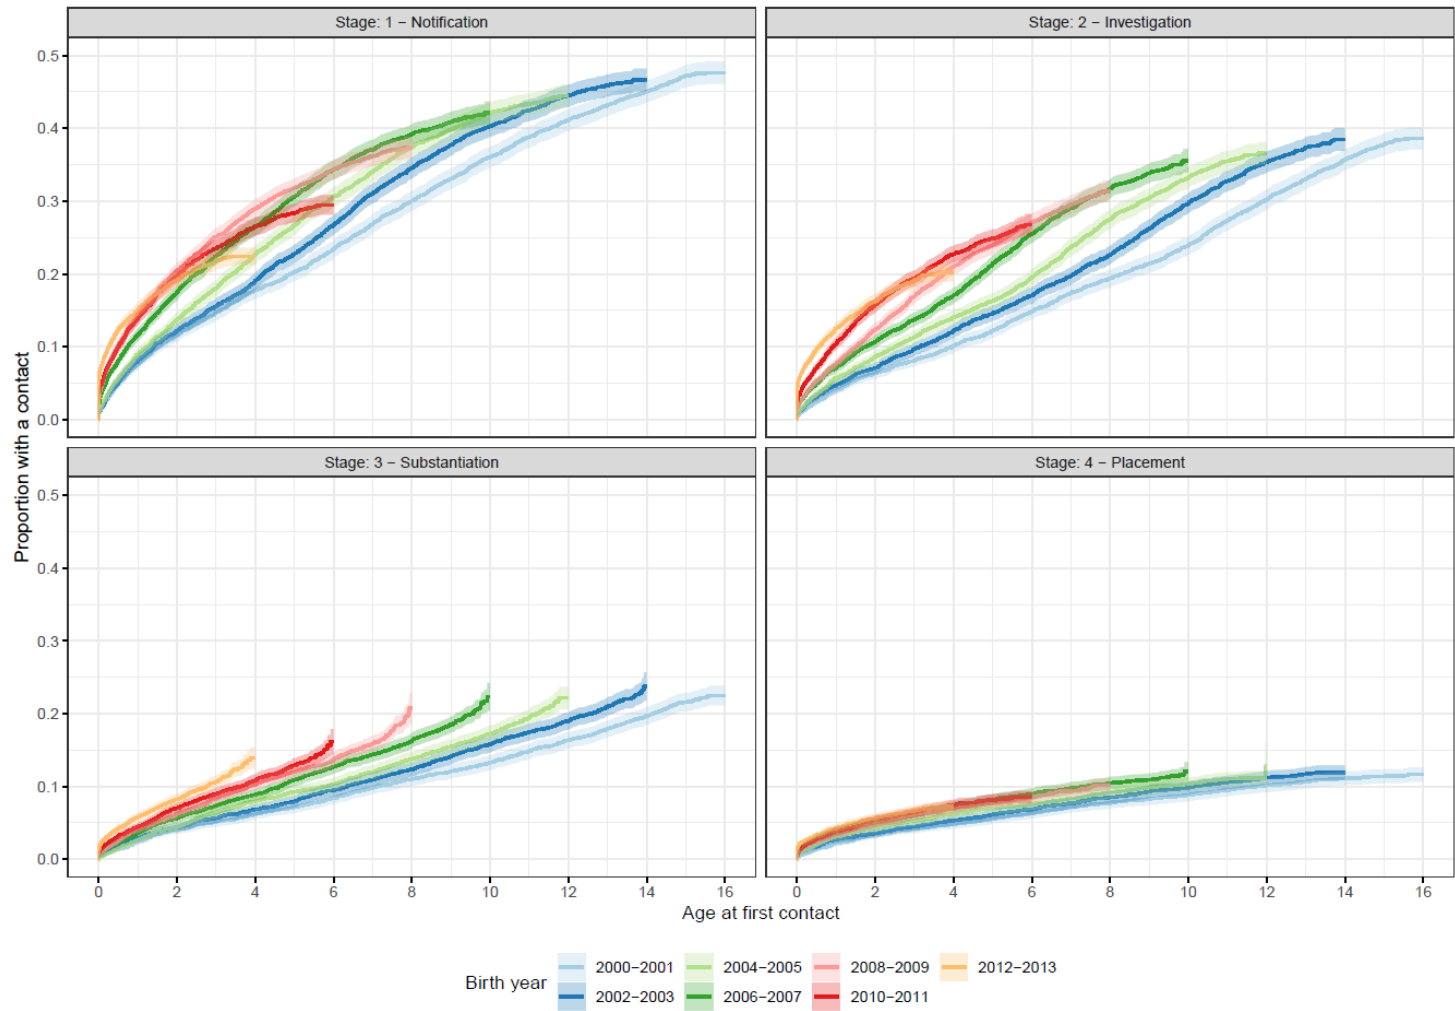 Stage: 1 − Notification
Stage: 2 − Investigation
0.5
0.4
0.3
0.2
0.1
0.0
Stage: 3 − Substantiation
Stage: 4 − Placement
0.5
0.4
0.3
0.2
0.1
0.0
Proportion with a contact
0 2 4 6 8 10 12 14 16
0 2 4 6 8 10 12 14 16
Age at first contact
Birth year
2000−2001 2004−2005 2008−2009 2012−2013
2002−2003 2006−2007 2010−2011